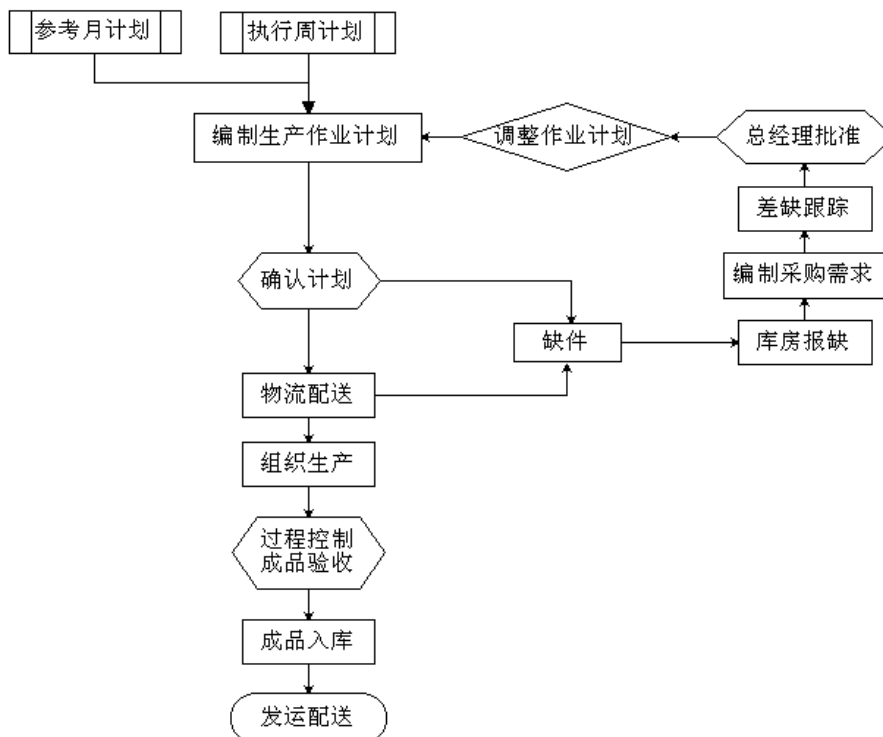 参考月计划
执行周计划
编制生产作业计划
调整作业计划
总经理批准
差缺跟踪
编制采购需求
确认计划
缺件
库房报缺
物流配送
组织生产
过程控制
成品验收
成品入库
发运配送